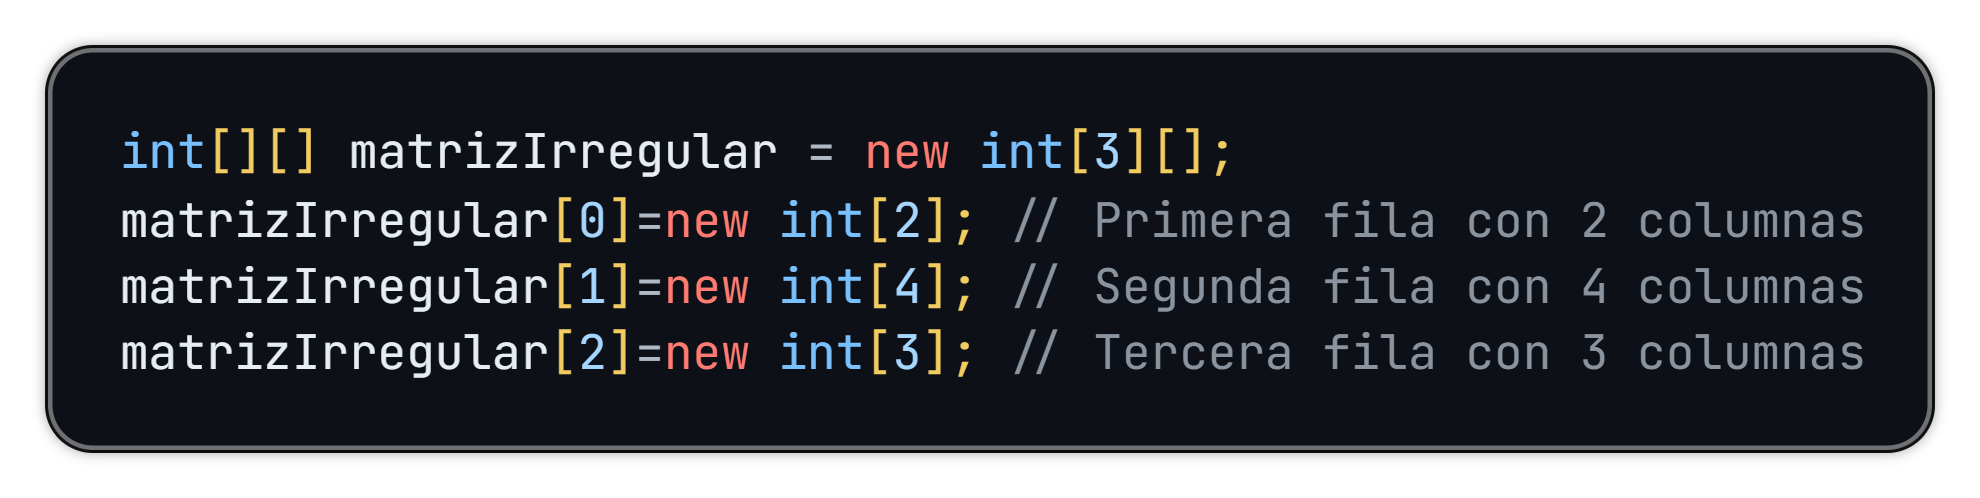 int[][] matrizIrregular = new int[3][];
matrizIrregular[0]=new int[2]; // Primera fila con 2 columnas
matrizIrregular[1]=new int[4]; // Segunda fila con 4 columnas
matrizIrregular[2]=new int[3]; // Tercera fila con 3 columnas